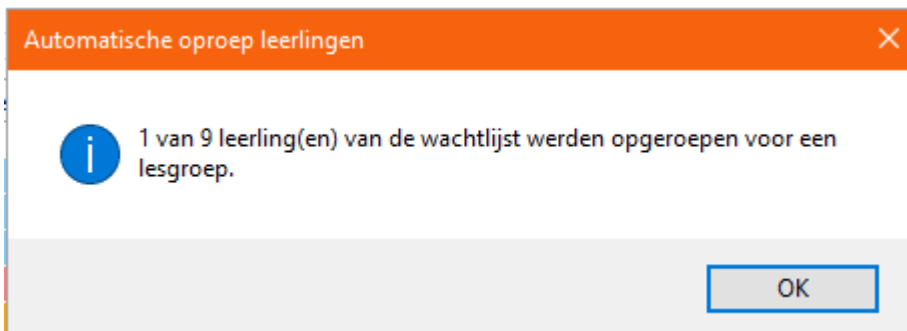 Automatische oproep leerlingen
1 van 9 leerling(en) van de wachtlijst werden opgeroepen voor een
lesgroep.
OK